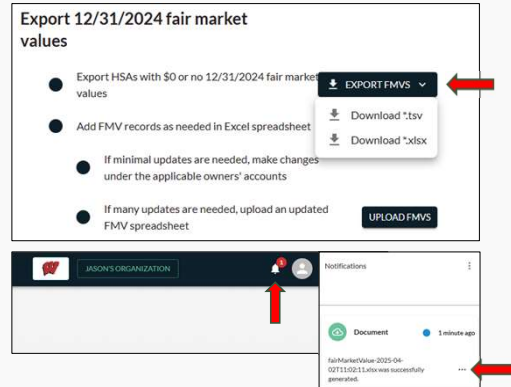 Export 12/31/2024 fair market
values
Export HSAs with $0 or no 12/31/2024 fair market
values
EXPORT FMVS
Download *.tsv
Download *.xlsx
Add FMV records as needed in Excel spreadsheet
If minimal updates are needed, make changes
under the applicable owners' accounts
If many updates are needed, upload an updated
FMV spreadsheet
UPLOAD FMVS
W
JASON'S ORGANIZATION
1
Notifications
Document
1 minute ago
fairMarketValue-2025-04-
02T11:02:11.xlsx was successfully
generated.